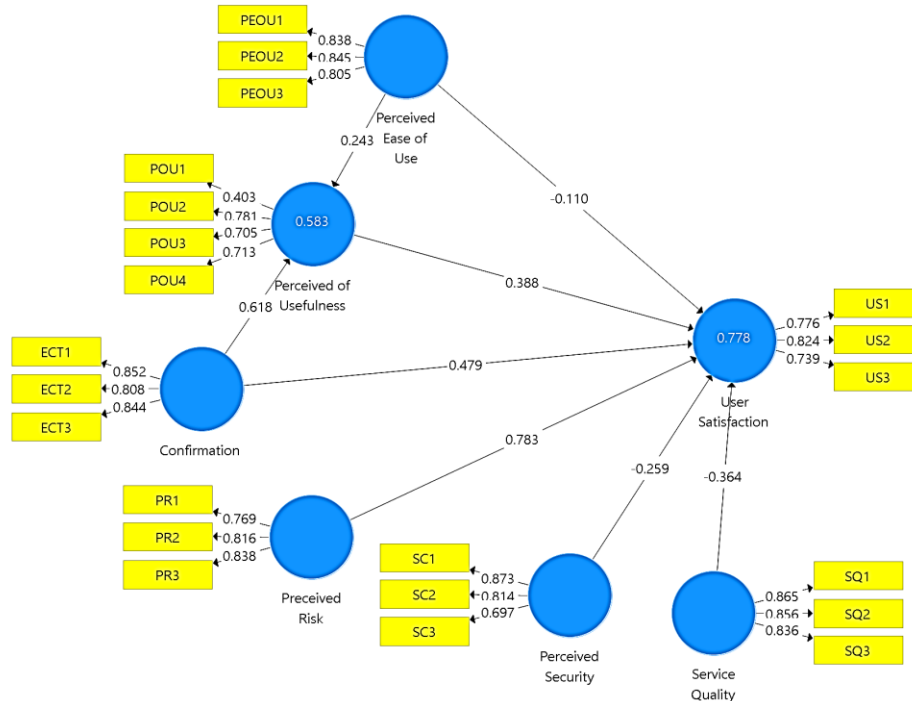 PEOU1
PEOU2
PEOU3
0.838
0.845
0.805
Perceived
Ease of
Use
0.243
-0.110
POU1
POU2
POU3
POU4
0.403
0.781
0.705
0.713
0.583
Perceived of
Usefulness
0.618
0.388
ECT1
ECT2
ECT3
0.852
0.808
0.844
Confirmation
0.479
0.778
User
Satisfaction
0.776
0.824
0.739
US1
US2
US3
PR1
PR2
PR3
0.769
0.816
0.838
Preceived
Risk
0.783
-0.259
-0.364
SC1
SC2
SC3
0.873
0.814
0.697
Perceived
Security
Service
Quality
0.865
0.856
0.836
SQ1
SQ2
SQ3